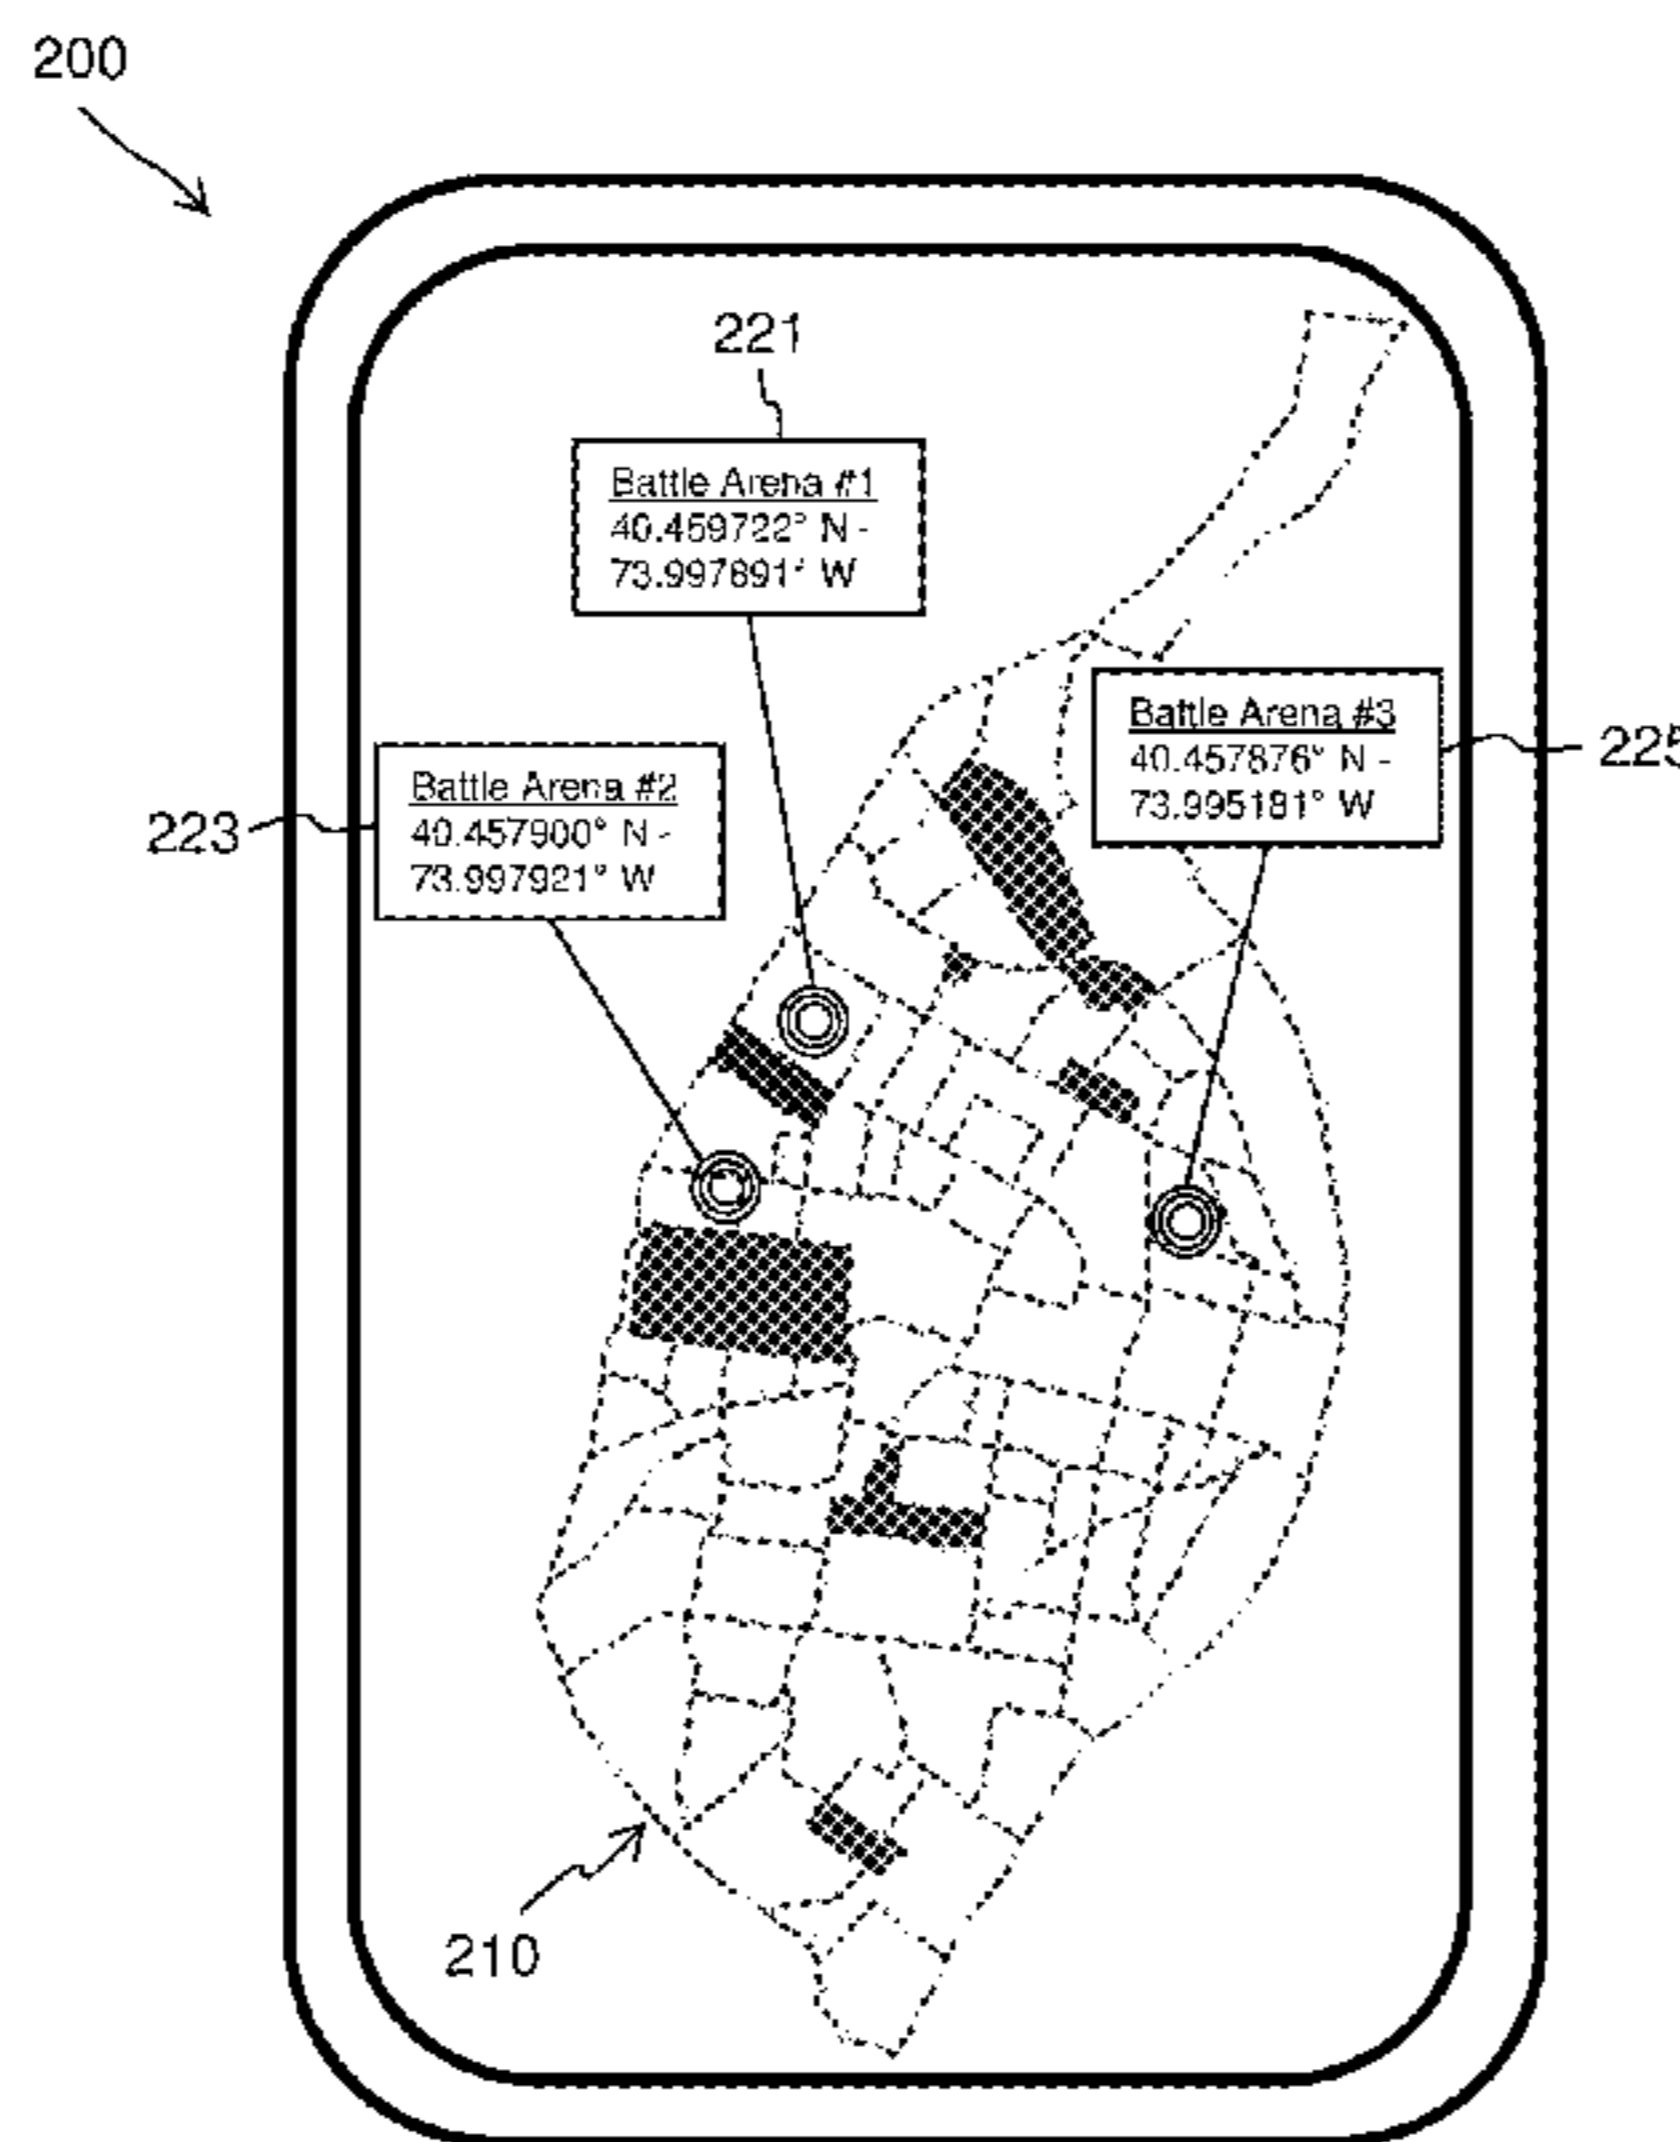 200
221
Battle Arena #1
40.459722° N -
73.997891° W
Battle Arena #3
40.457876° N -
73.995181° W
225
Battle Arena #2
40.457900° N -
73.997921° W
223
210